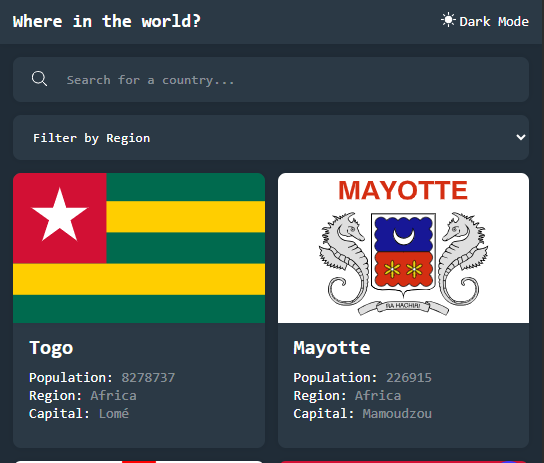 Where in the world?
Dark Mode
Search for a country...
Filter by Region
MAYOTTE
RA HACHIRI
Togo
Population: 8278737
Region: Africa
Capital: Lomé
Mayotte
Population: 226915
Region: Africa
Capital: Mamoudzou